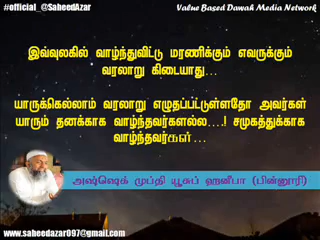 #official_@SaheedAzar
Value Based Dawah Media Network
இவ்வுலகில் வாழ்ந்துவிட்டு மரணிக்கும் எவருக்கும்
வரலாறு கிடையாது...
யாருக்கெல்லாம் வரலாறு எழுதப்பட்டுள்ளதோ அவர்கள்
யாரும் தனக்காக வாழ்ந்தவர்களல்ல....! சமுகத்துக்காக
வாழ்ந்தவர்கள்...
அஷ்ஷெக் முப்தி யூசுப் ஹனீபா (பின்னூரி)
www.saheedazar097@gmail.com